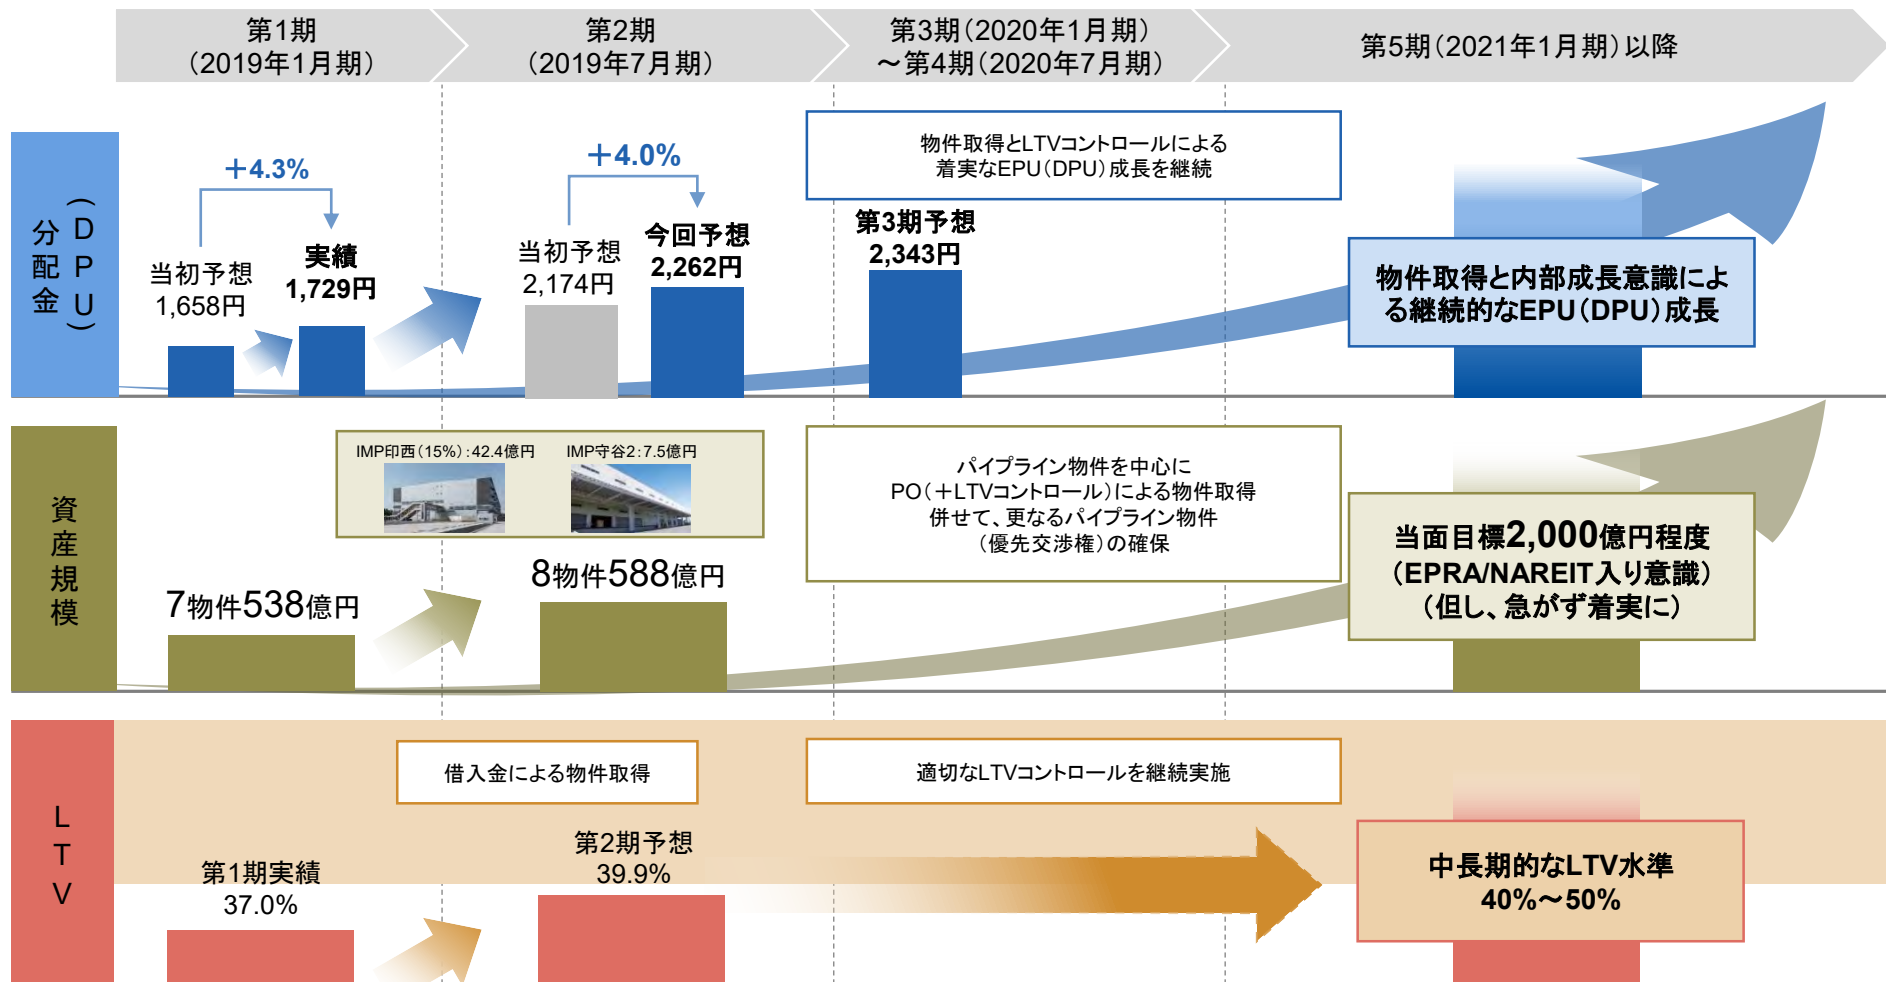 第1期
（2019年1月期）
第2期
（2019年7月期）
第3期（2020年1月期）
～第4期（2020年7月期）
第5期（2021年1月期）以降
分配金
（DPU）
＋4.3%
当初予想
1,658円
実績
1,729円
＋4.0%
当初予想
2,174円
今回予想
2,262円
物件取得とLTVコントロールによる
着実なEPU（DPU）成長を継続
第3期予想
2,343円
物件取得と内部成長意識によ
る継続的なEPU（DPU）成長
資産規模
IMP印西（15%）：42.4億円
IMP守谷2：7.5億円
7物件538億円
8物件588億円
パイプライン物件を中心に
PO（＋LTVコントロール）による物件取得
併せて、更なるパイプライン物件
（優先交渉権）の確保
当面目標2,000億円程度
（EPRA/NAREIT入り意識）
（但し、急がず着実に）
LTV
借入金による物件取得
適切なLTVコントロールを継続実施
第1期実績
37.0%
第2期予想
39.9%
中長期的なLTV水準
40%～50%